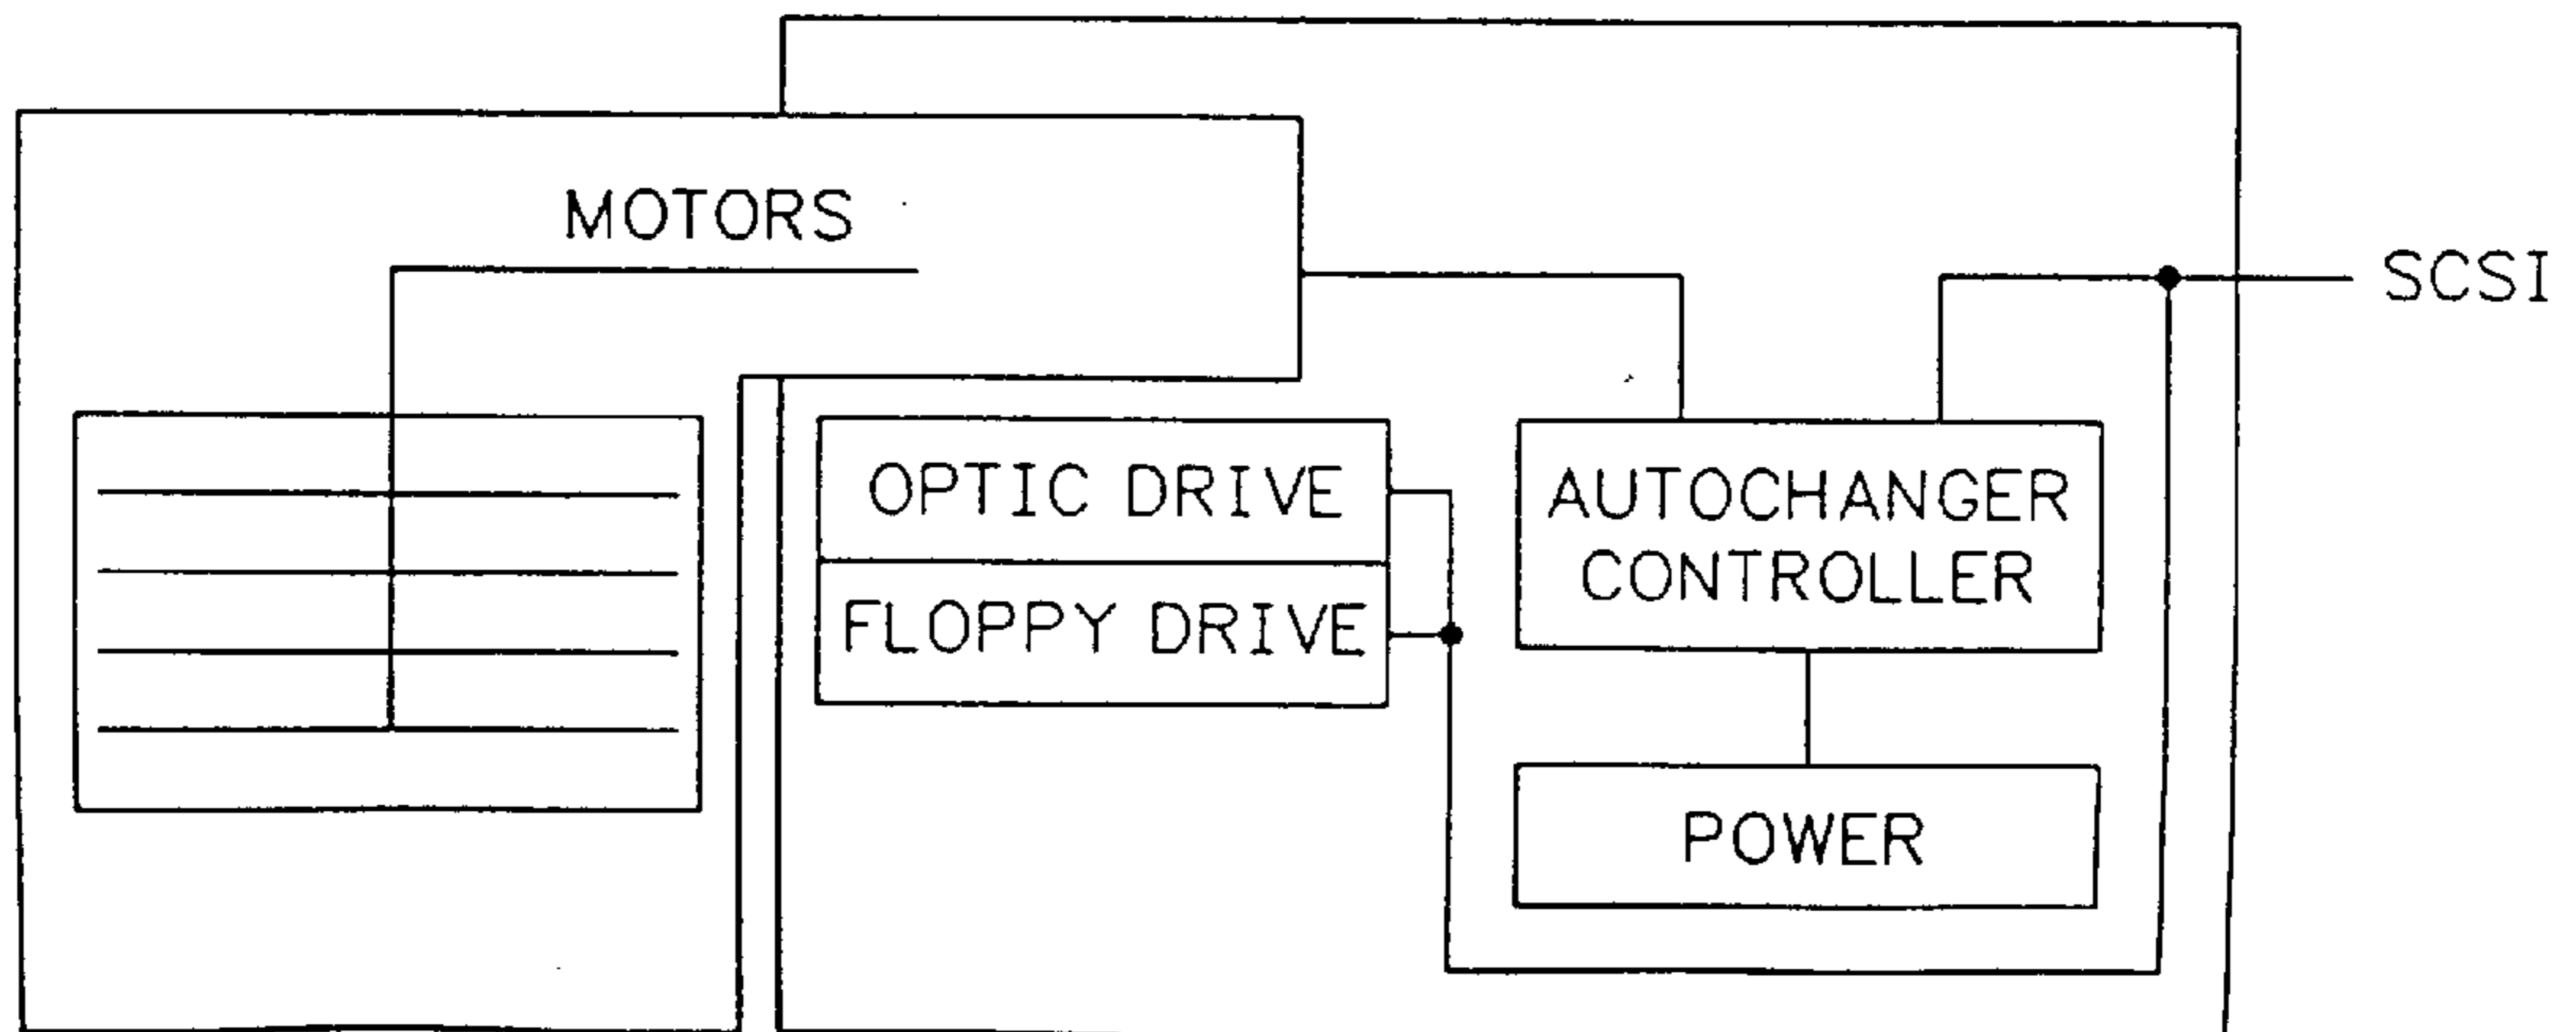 MOTORS
SCSI
OPTIC DRIVE
FLOPPY DRIVE
AUTOCHANGER
CONTROLLER
POWER